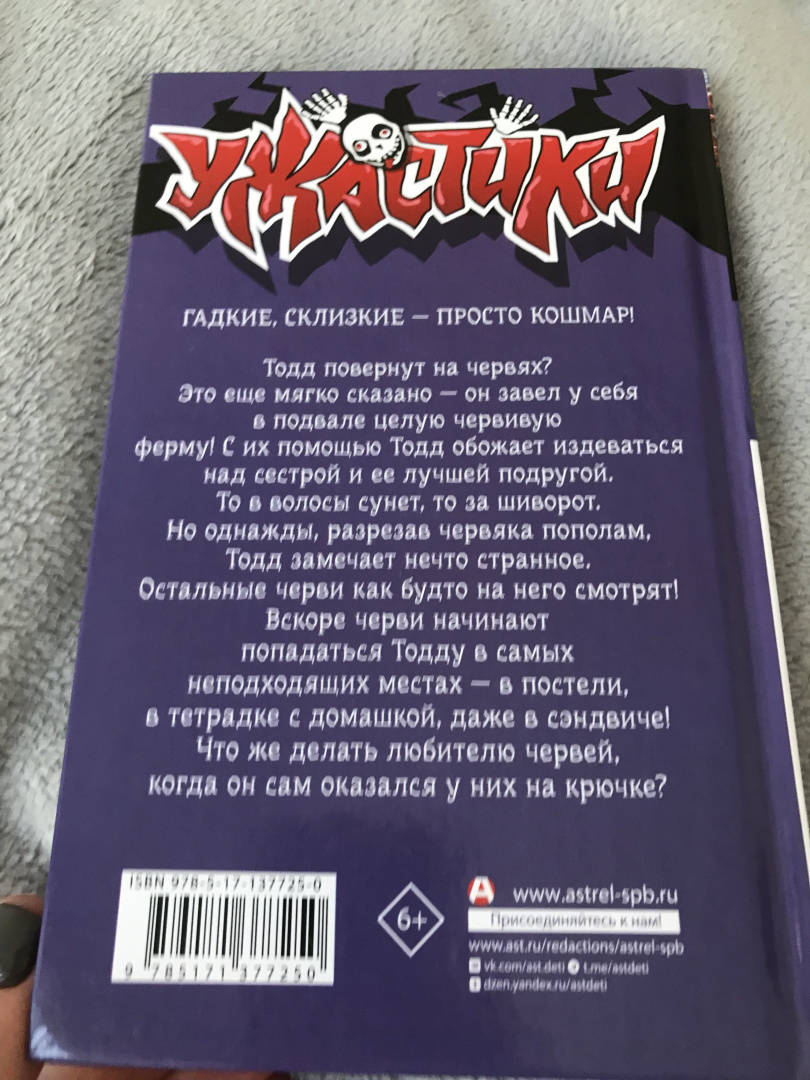 УЖАСТИКИ
ГАДКИЕ, СКЛИЗКИЕ — ПРОСТО КОШМАР!
Тодд повернут на червях?
Это еще мягко сказано — он завел у себя
в подвале целую червивую
ферму! С их помощью Тодд обожает издеваться
над сестрой и ее лучшей подругой.
То в волосы сунет, то за шиворот.
Но однажды, разрезав червяка пополам,
Тодд замечает нечто странное.
Остальные черви как будто на него смотрят!
Вскоре черви начинают
попадаться Тодду в самых
неподходящих местах — в постели,
в тетрадке с домашкой, даже в сэндвиче!
Что же делать любителю червей,
когда он сам оказался у них на крючке?
ISBN 978-5-17-137725-0
9 785171 377250
6+
www.astrel-spb.ru
Присоединяйтесь к нам!
www.ast.ru/redactions/astrel-spb
vk.com/ast.deti t.me/astdeti
dzen.yandex.ru/astdeti